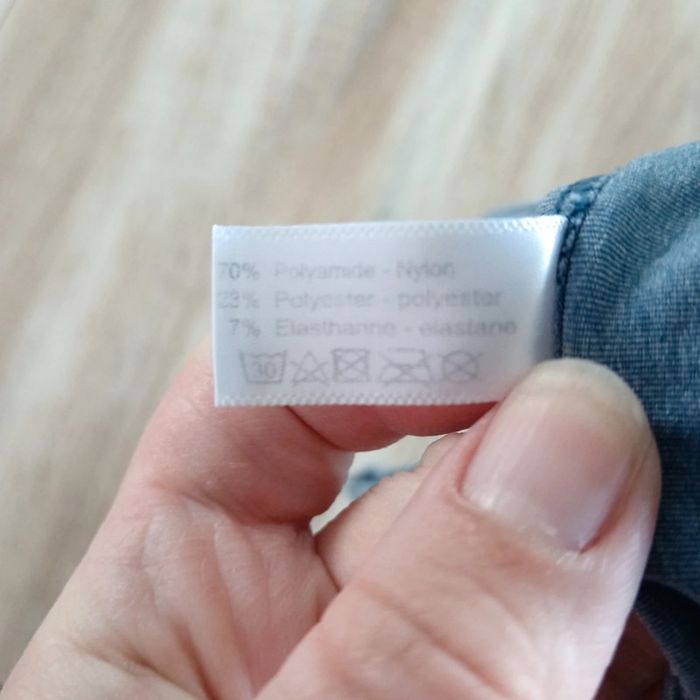 70% Polyamide - Nylon
23% Polyester - polyester
7% Elasthanne - elastane
30